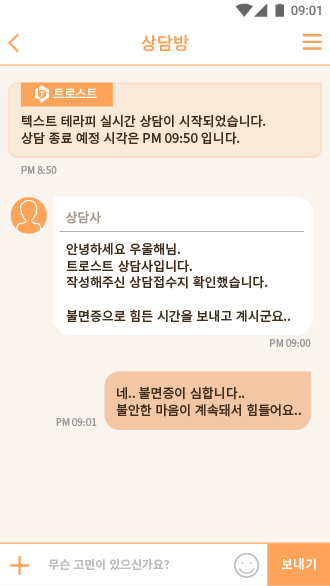 09:01
상담방
트로스트
텍스트 테라피 실시간 상담이 시작되었습니다.
상담 종료 예정 시각은 PM 09:50 입니다.
PM 8:50
상담사
안녕하세요 우울해님.
트로스트 상담사입니다.
작성해주신 상담접수지 확인했습니다.
불면증으로 힘든 시간을 보내고 계시군요..
PM 09:00
네.. 불면증이 심합니다..
불안한 마음이 계속돼서 힘들어요..
PM 09:01
무슨 고민이 있으신가요?
보내기